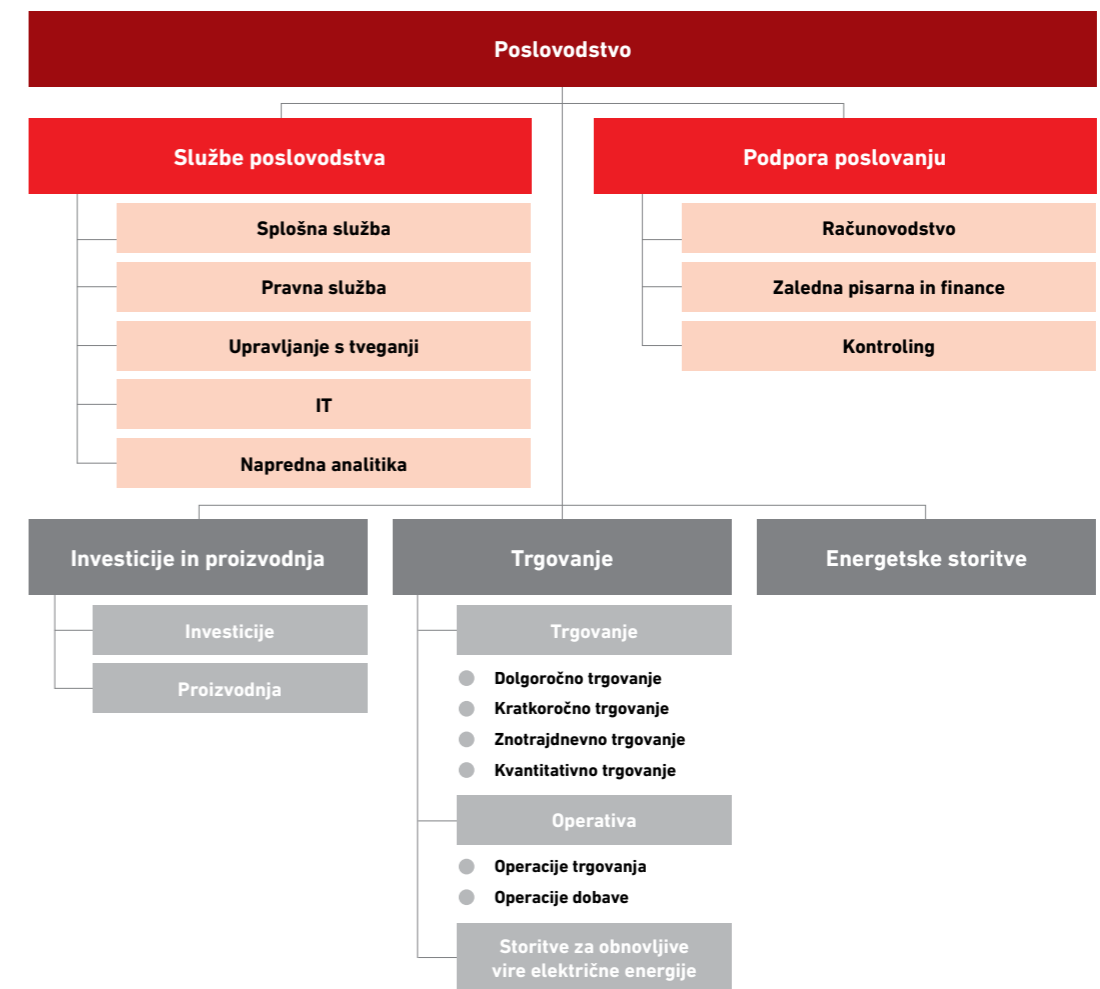 Poslovodstvo
Službe poslovodstva
Splošna služba
Pravna služba
Upravljanje s tveganji
IT
Napredna analitika
Podpora poslovanju
Računovodstvo
Zaledna pisarna in finance
Kontroling
Investicije in proizvodnja
Investicije
Proizvodnja
Trgovanje
Trgovanje
Dolgoročno trgovanje
Kratkoročno trgovanje
Znotrajdnevno trgovanje
Kvantitativno trgovanje
Operativa
Operacije trgovanja
Operacije dobave
Storitve za obnovljive
vire električne energije
Energetske storitve